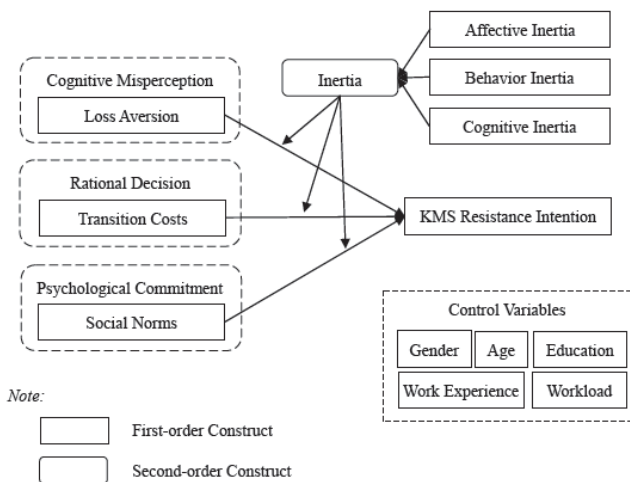 Affective Inertia
Inertia
Behavior Inertia
Cognitive Inertia
Cognitive Misperception
Loss Aversion
Rational Decision
Transition Costs
KMS Resistance Intention
Psychological Commitment
Social Norms
Control Variables
Gender
Age
Education
Work Experience
Workload
Note:
First-order Construct
Second-order Construct